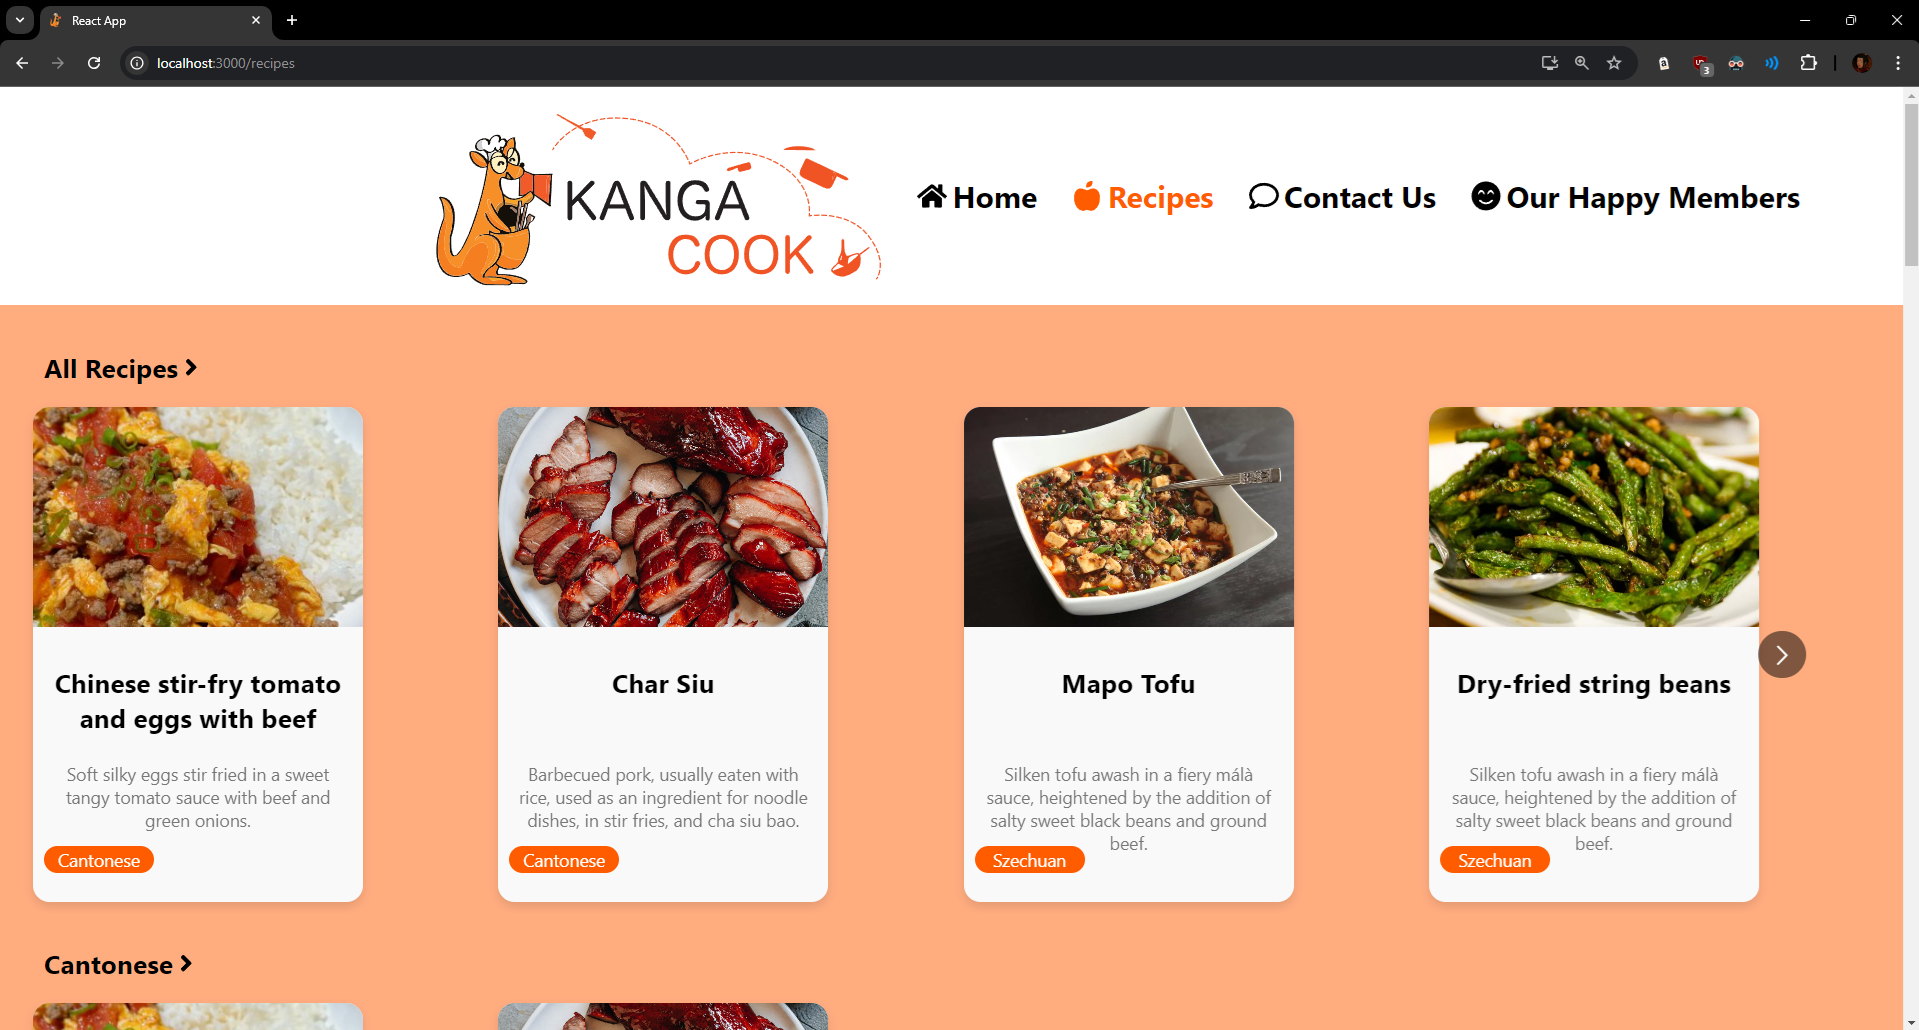 React App
localhost:3000/recipes
3
KANGA
COOK
Home
Recipes
Contact Us
Our Happy Members
All Recipes
Chinese stir-fry tomato
and eggs with beef
Soft silky eggs stir fried in a sweet
tangy tomato sauce with beef and
green onions.
Cantonese
Char Siu
Barbecued pork, usually eaten with
rice, used as an ingredient for noodle
dishes, in stir fries, and cha siu bao.
Cantonese
Mapo Tofu
Silken tofu awash in a fiery málà
sauce, heightened by the addition of
salty sweet black beans and ground
beef.
Szechuan
Dry-fried string beans
Silken tofu awash in a fiery málà
sauce, heightened by the addition of
salty sweet black beans and ground
beef.
Szechuan
Cantonese